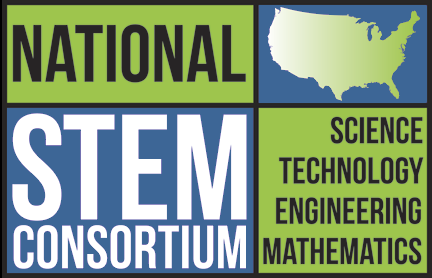 NATIONAL
STEM
CONSORTIUM
SCIENCE
TECHNOLOGY
ENGINEERING
MATHEMATICS